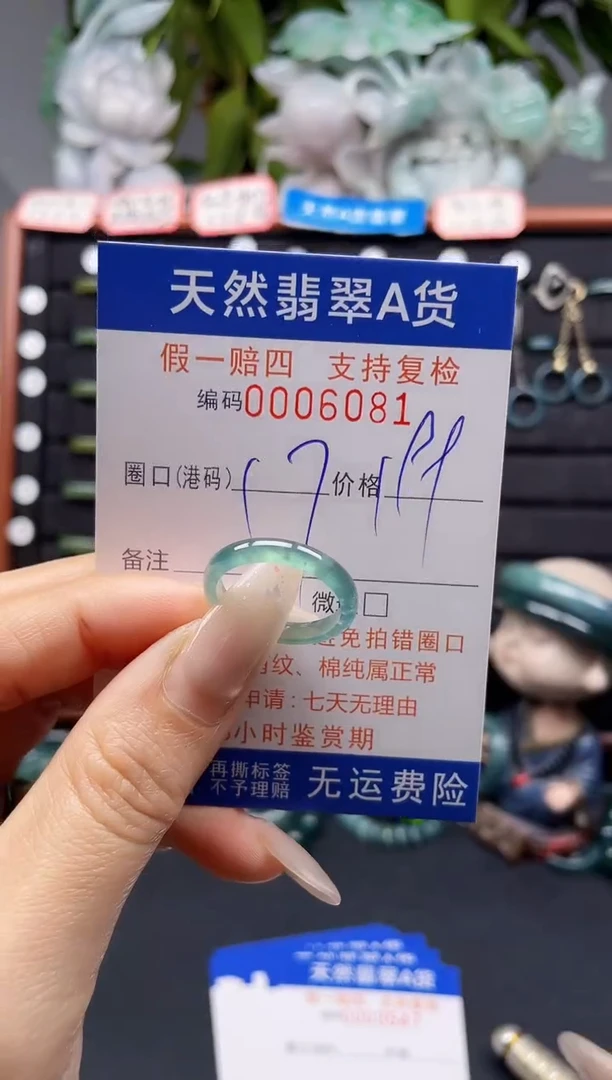 天然翡翠A货
假一赔四 支持复检
编码0006081
圈口(港码) 17 价格
备注
微 □
避免拍错圈口
纹、棉纯属正常
申请:七天无理由
小时鉴赏期
再撕标签
不予理赔
无运费险
天然翡翠A货